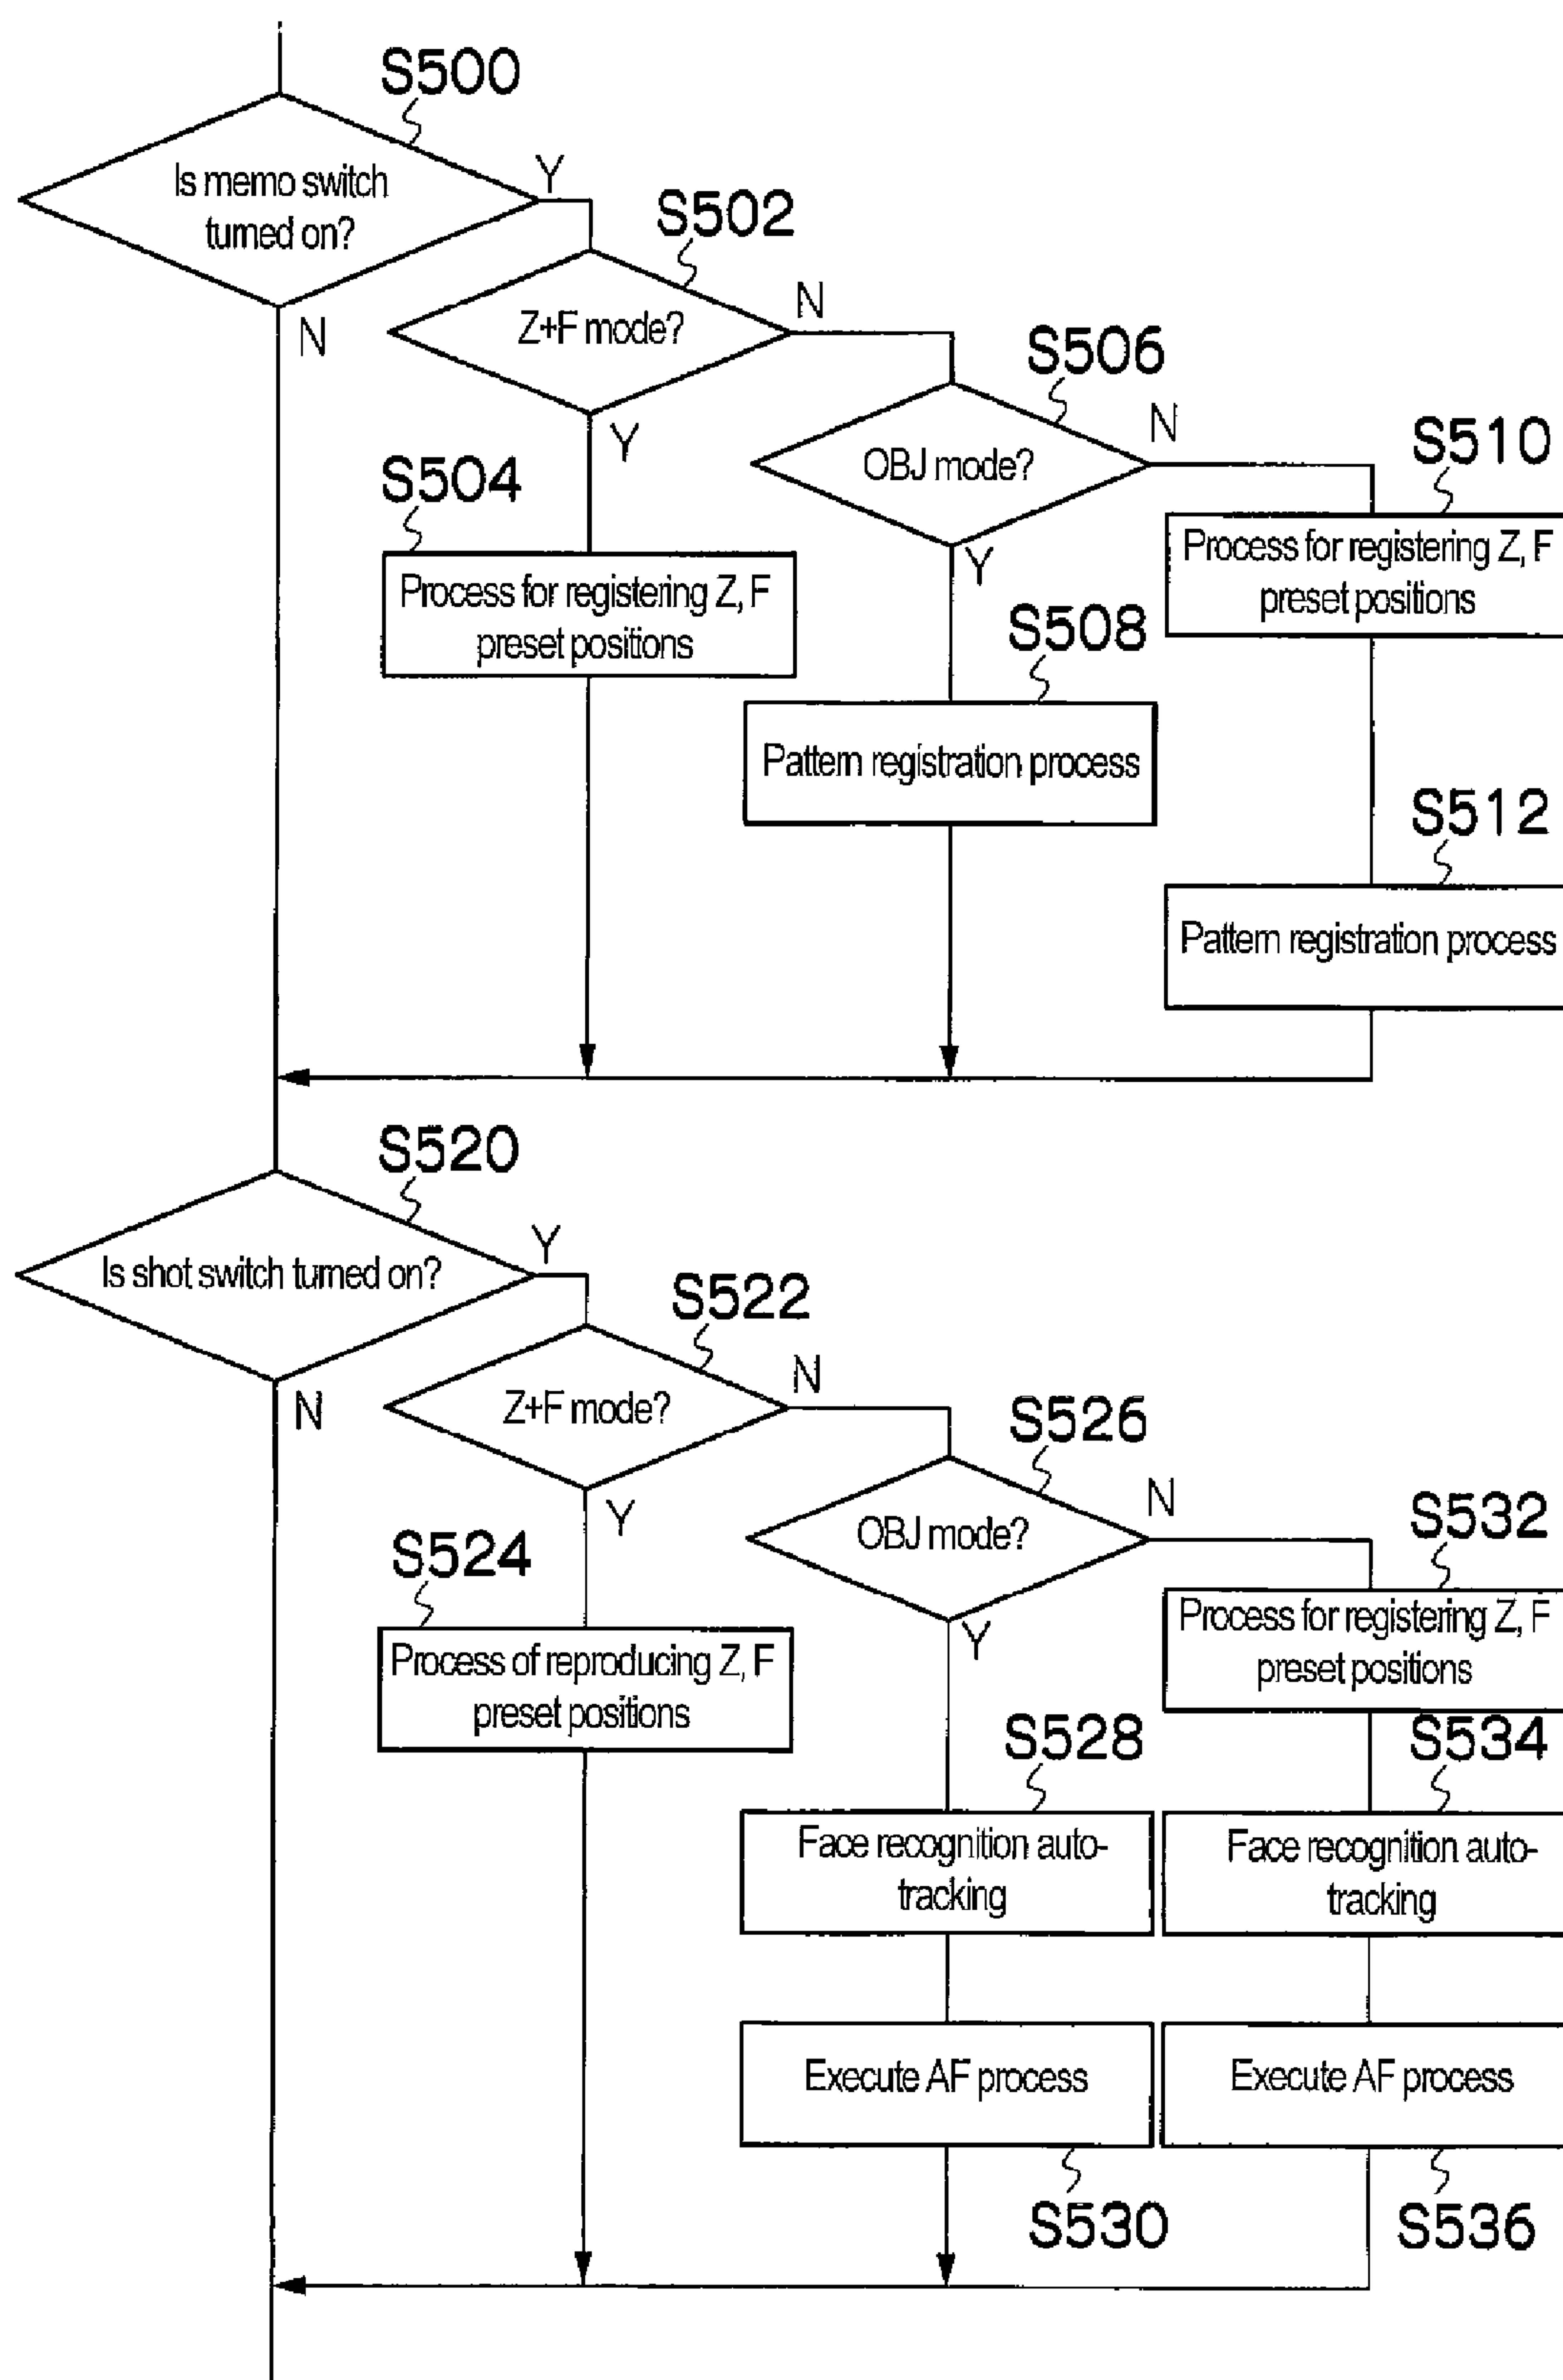 S500
Is memo switch
turned on?
Y
N
S502
Z+F mode?
N
Y
S504
Process for registering Z, F
preset positions
S506
OBJ mode?
N
Y
S508
Pattern registration process
S510
Process for registering Z, F
preset positions
S512
Pattern registration process
S520
Is shot switch turned on?
Y
N
S522
Z+F mode?
N
Y
S524
Process of reproducing Z, F
preset positions
S526
OBJ mode?
N
Y
S528
Face recognition auto-
tracking
Execute AF process
S530
S532
Process for registering Z, F
preset positions
S534
Face recognition auto-
tracking
Execute AF process
S536